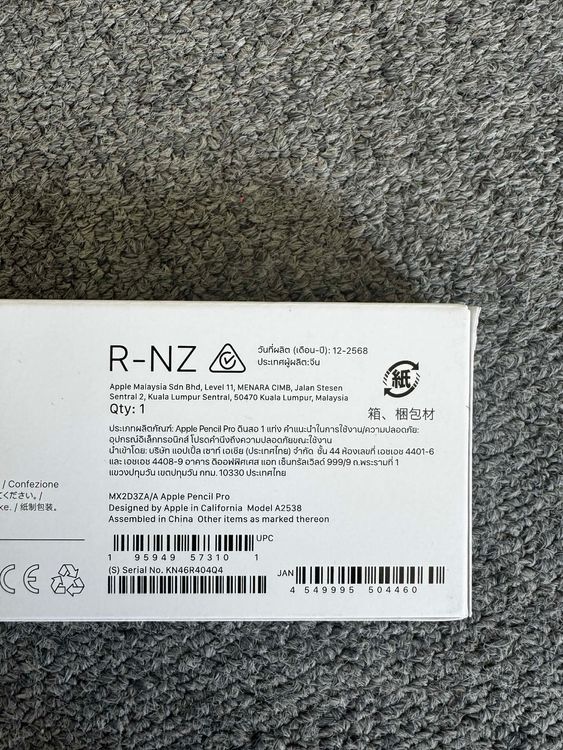 R-NZ
วันที่ผลิต (เดือน-ปี): 12-2568
ประเทศผู้ผลิต:จีน
紙
箱、梱包材
Apple Malaysia Sdn Bhd, Level 11, MENARA CIMB, Jalan Stesen
Sentral 2, Kuala Lumpur Sentral, 50470 Kuala Lumpur, Malaysia
Qty: 1
ประเภทผลิตภัณฑ์: Apple Pencil Pro ดินสอ 1 แท่ง คำแนะนำในการใช้งาน/ความปลอดภัย:
อุปกรณ์อิเล็กทรอนิกส์ โปรดคำนึงถึงความปลอดภัยขณะใช้งาน
นำเข้าโดย: บริษัท แอปเปิ้ล เซาท์ เอเชีย (ประเทศไทย) จำกัด ชั้น 44 ห้องเลขที่ เอชเอช 4401-6
และ เอชเอช 4408-9 อาคาร ดิออฟฟิศเศส แอท เซ็นทรัลเวิลด์ 999/9 ถ.พระรามที่ 1
แขวงปทุมวัน เขตปทุมวัน กทม. 10330 ประเทศไทย
/ Confezione
ください。/
ke. / 纸制包装。
MX2D3ZA/A Apple Pencil Pro
Designed by Apple in California Model A2538
Assembled in China Other items as marked thereon
UPC
1 95949 57310 1
(S) Serial No. KN46R404Q4
JAN
4 549995 504460
CE